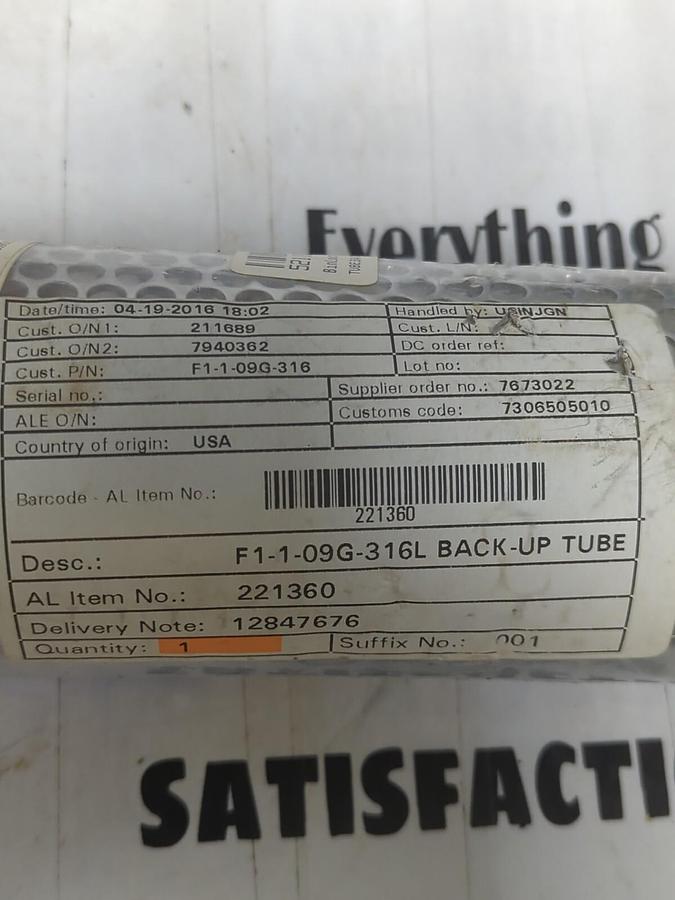 Everything
Date/time: 04-19-2016 18:02 Handled by: USINJGN
Cust. O/N1: 211689 Cust. L/N:
Cust. O/N2: 7940362 DC order ref:
Cust. P/N: F1-1-09G-316 Lot no:
Serial no.: Supplier order no.: 7673022
ALE O/N: Customs code: 7306505010
Country of origin: USA
Barcode - AL Item No.:
221360
Desc.: F1-1-09G-316L BACK-UP TUBE
AL Item No.: 221360
Delivery Note: 12847676
Quantity: 1 Suffix No.: 001
SATISFACTI